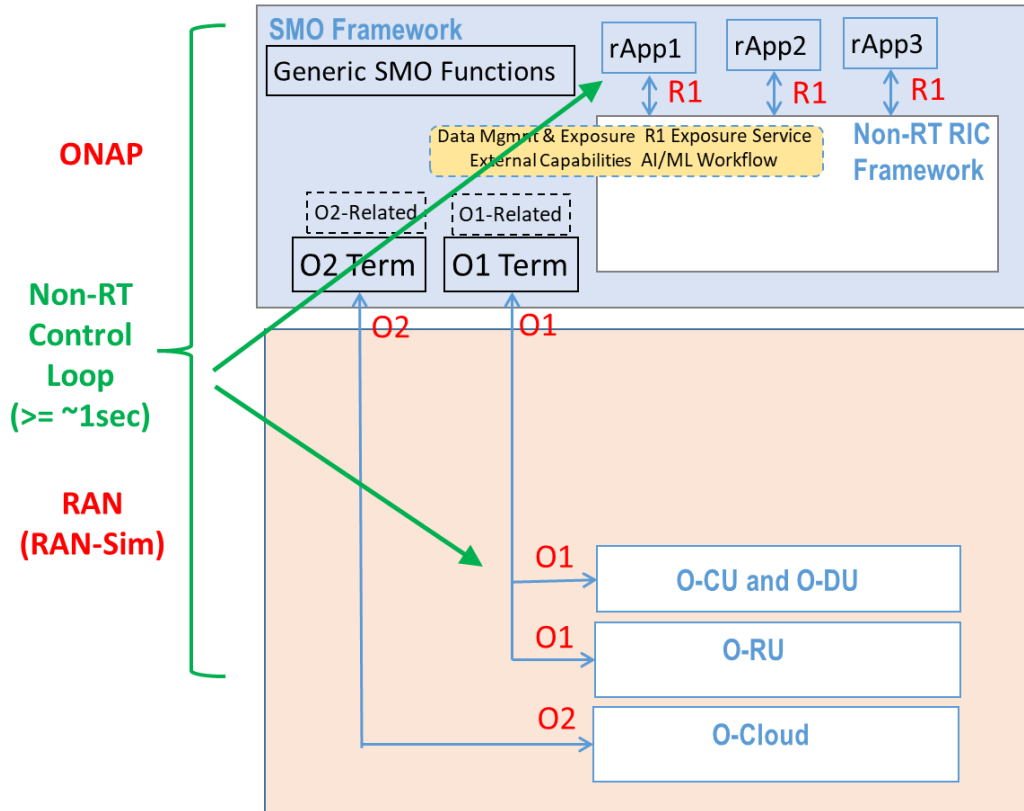 SMO Framework
Generic SMO Functions
rApp1
rApp2
rApp3
R1
R1
R1
Data Mgmnt & Exposure R1 Exposure Service
External Capabilities AI/ML Workflow
Non-RT RIC
Framework
ONAP
O2-Related
O1-Related
O2 Term
O1 Term
Non-RT
Control
Loop
(>= ~1sec)
O2
O1
RAN
(RAN-Sim)
O1
O-CU and O-DU
O1
O-RU
O2
O-Cloud